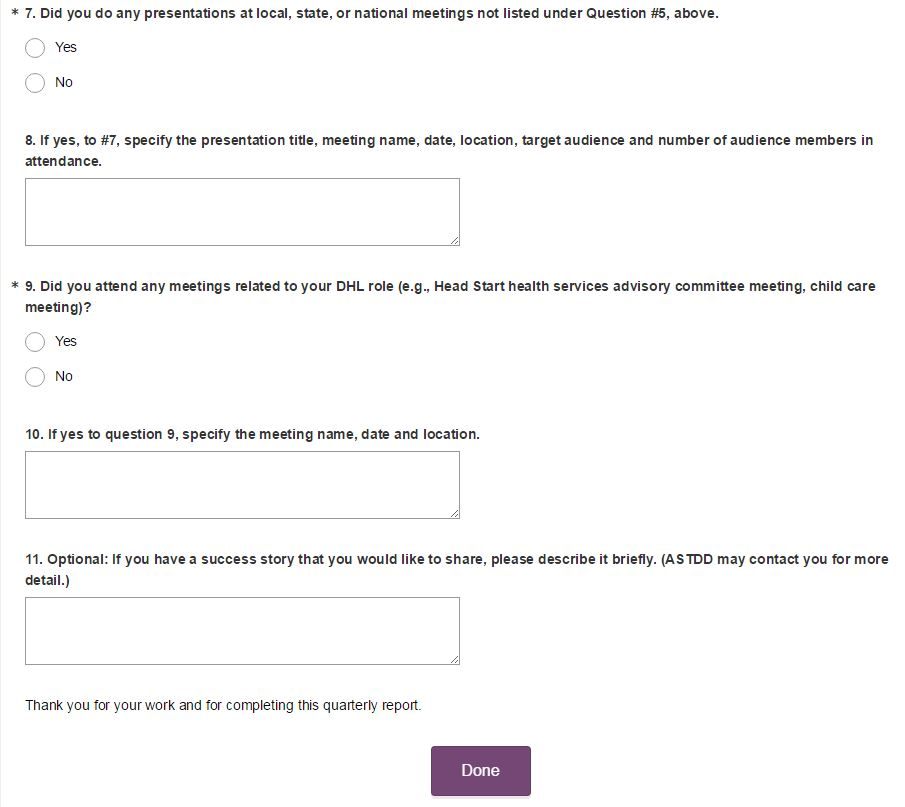 * 7. Did you do any presentations at local, state, or national meetings not listed under Question #5, above.
Yes
No
8. If yes, to #7, specify the presentation title, meeting name, date, location, target audience and number of audience members in
attendance.
* 9. Did you attend any meetings related to your DHL role (e.g., Head Start health services advisory committee meeting, child care
meeting)?
Yes
No
10. If yes to question 9, specify the meeting name, date and location.
11. Optional: If you have a success story that you would like to share, please describe it briefly. (ASTDD may contact you for more
detail.)
Thank you for your work and for completing this quarterly report.
Done